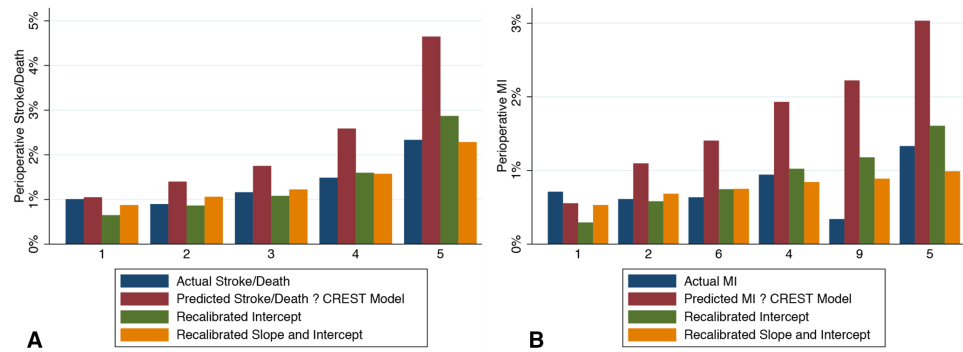 Perioperative Stroke/Death
5%
4%
3%
2%
1%
0%
1 2 3 4 5
Actual Stroke/Death
Predicted Stroke/Death ? CREST Model
Recalibrated Intercept
Recalibrated Slope and Intercept
A
Perioperative MI
3%
2%
1%
0%
1 2 6 4 9 5
Actual MI
Predicted MI ? CREST Model
Recalibrated Intercept
Recalibrated Slope and Intercept
B